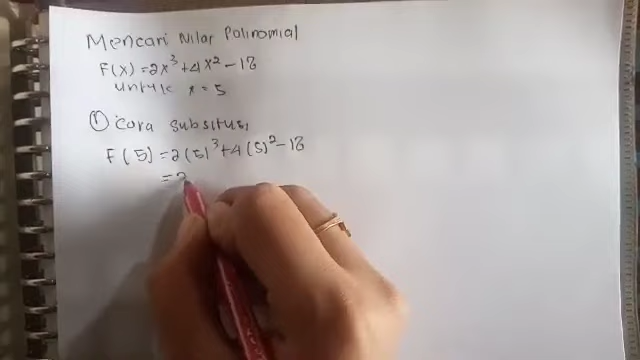 Mencari Nilai Polinomial
F(x)=2x³+4x²-18
untuk x=5
① cara subsitusi
F(5)=2(5)³+4(5)²-18
=2